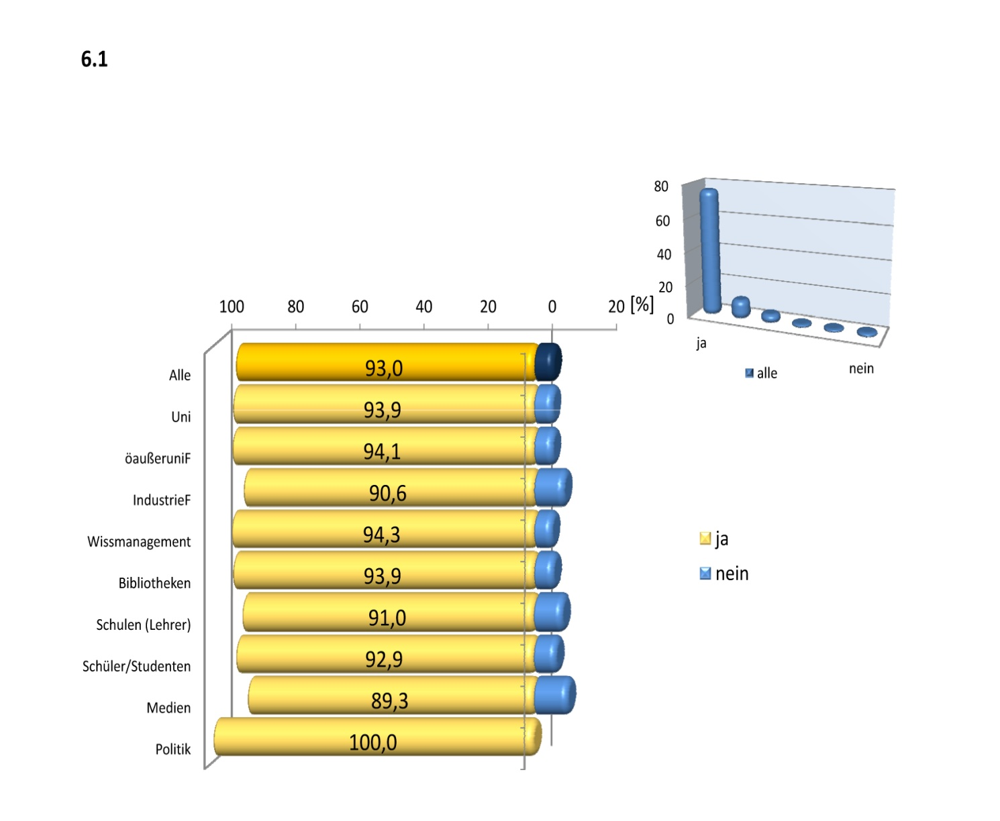 6.1
80
60
40
20
0
ja
nein
alle
100 80 60 40 20 0 20 [%]
Alle 93,0
Uni 93,9
öaußeruniF 94,1
IndustrieF 90,6
Wissmanagement 94,3
Bibliotheken 93,9
Schulen (Lehrer) 91,0
Schüler/Studenten 92,9
Medien 89,3
Politik 100,0
ja
nein